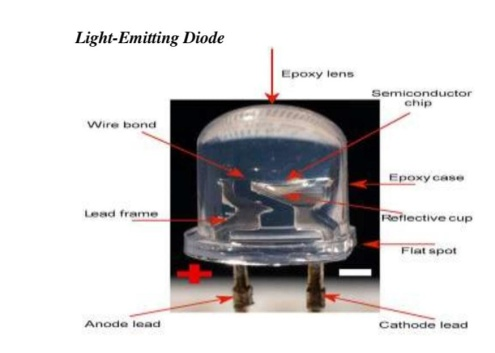 Light-Emitting Diode
Epoxy lens
Semiconductor
chip
Wire bond
Epoxy case
Lead frame
Reflective cup
Flat spot
Anode lead
Cathode lead